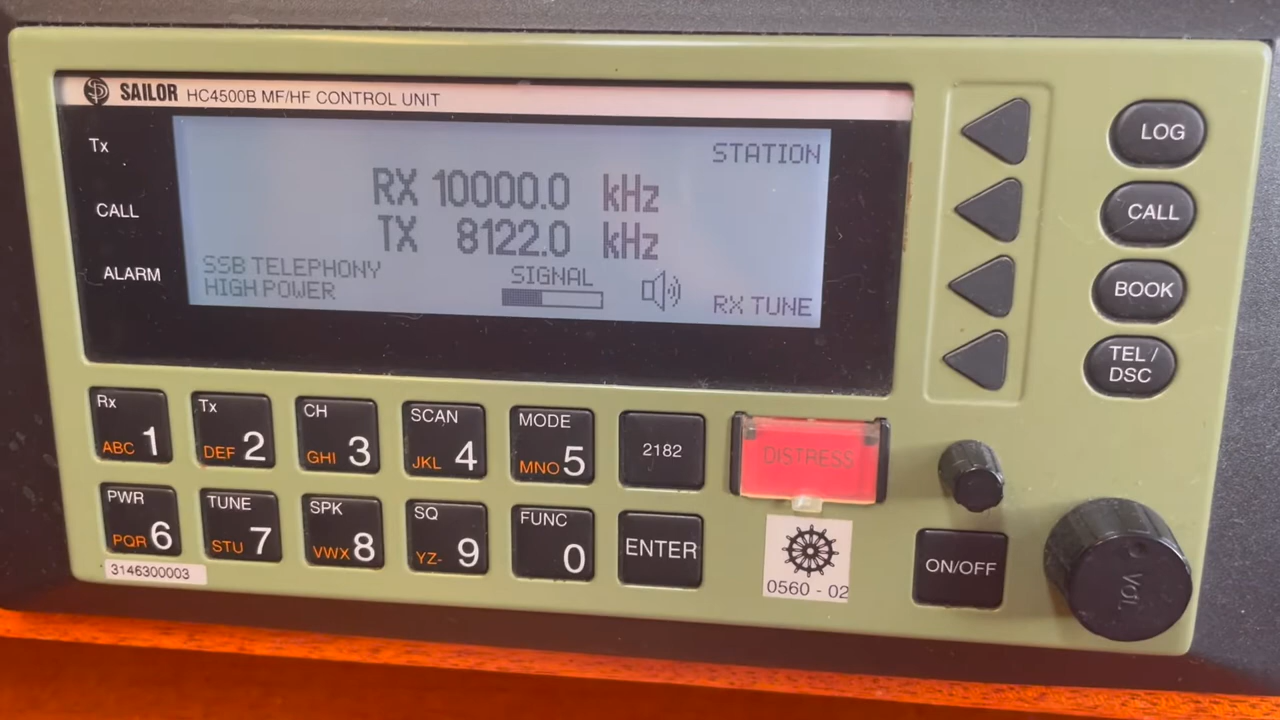 SAILOR HC4500B MF/HF CONTROL UNIT
Tx
CALL
ALARM
STATION
RX 10000.0 kHz
TX 8122.0 kHz
SSB TELEPHONY
HIGH POWER
SIGNAL
RX TUNE
LOG
CALL
BOOK
TEL /
DSC
Rx
ABC 1
Tx
DEF 2
CH
GHI 3
SCAN
JKL 4
MODE
MNO 5
2182
DISTRESS
PWR
PQR 6
TUNE
STU 7
SPK
VWX 8
SQ
YZ- 9
FUNC
0
ENTER
ON/OFF
Vol.
3146300003
0560 - 02